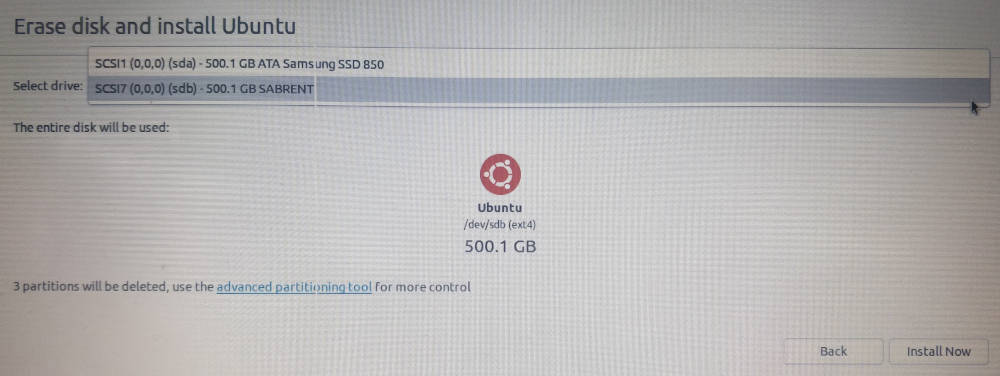 Erase disk and install Ubuntu
SCSI1 (0,0,0) (sda) - 500.1 GB ATA Samsung SSD 850
Select drive:
SCSI7 (0,0,0) (sdb) - 500.1 GB SABRENT
The entire disk will be used:
Ubuntu
/dev/sdb (ext4)
500.1 GB
3 partitions will be deleted, use the advanced partitioning tool for more control
Back Install Now